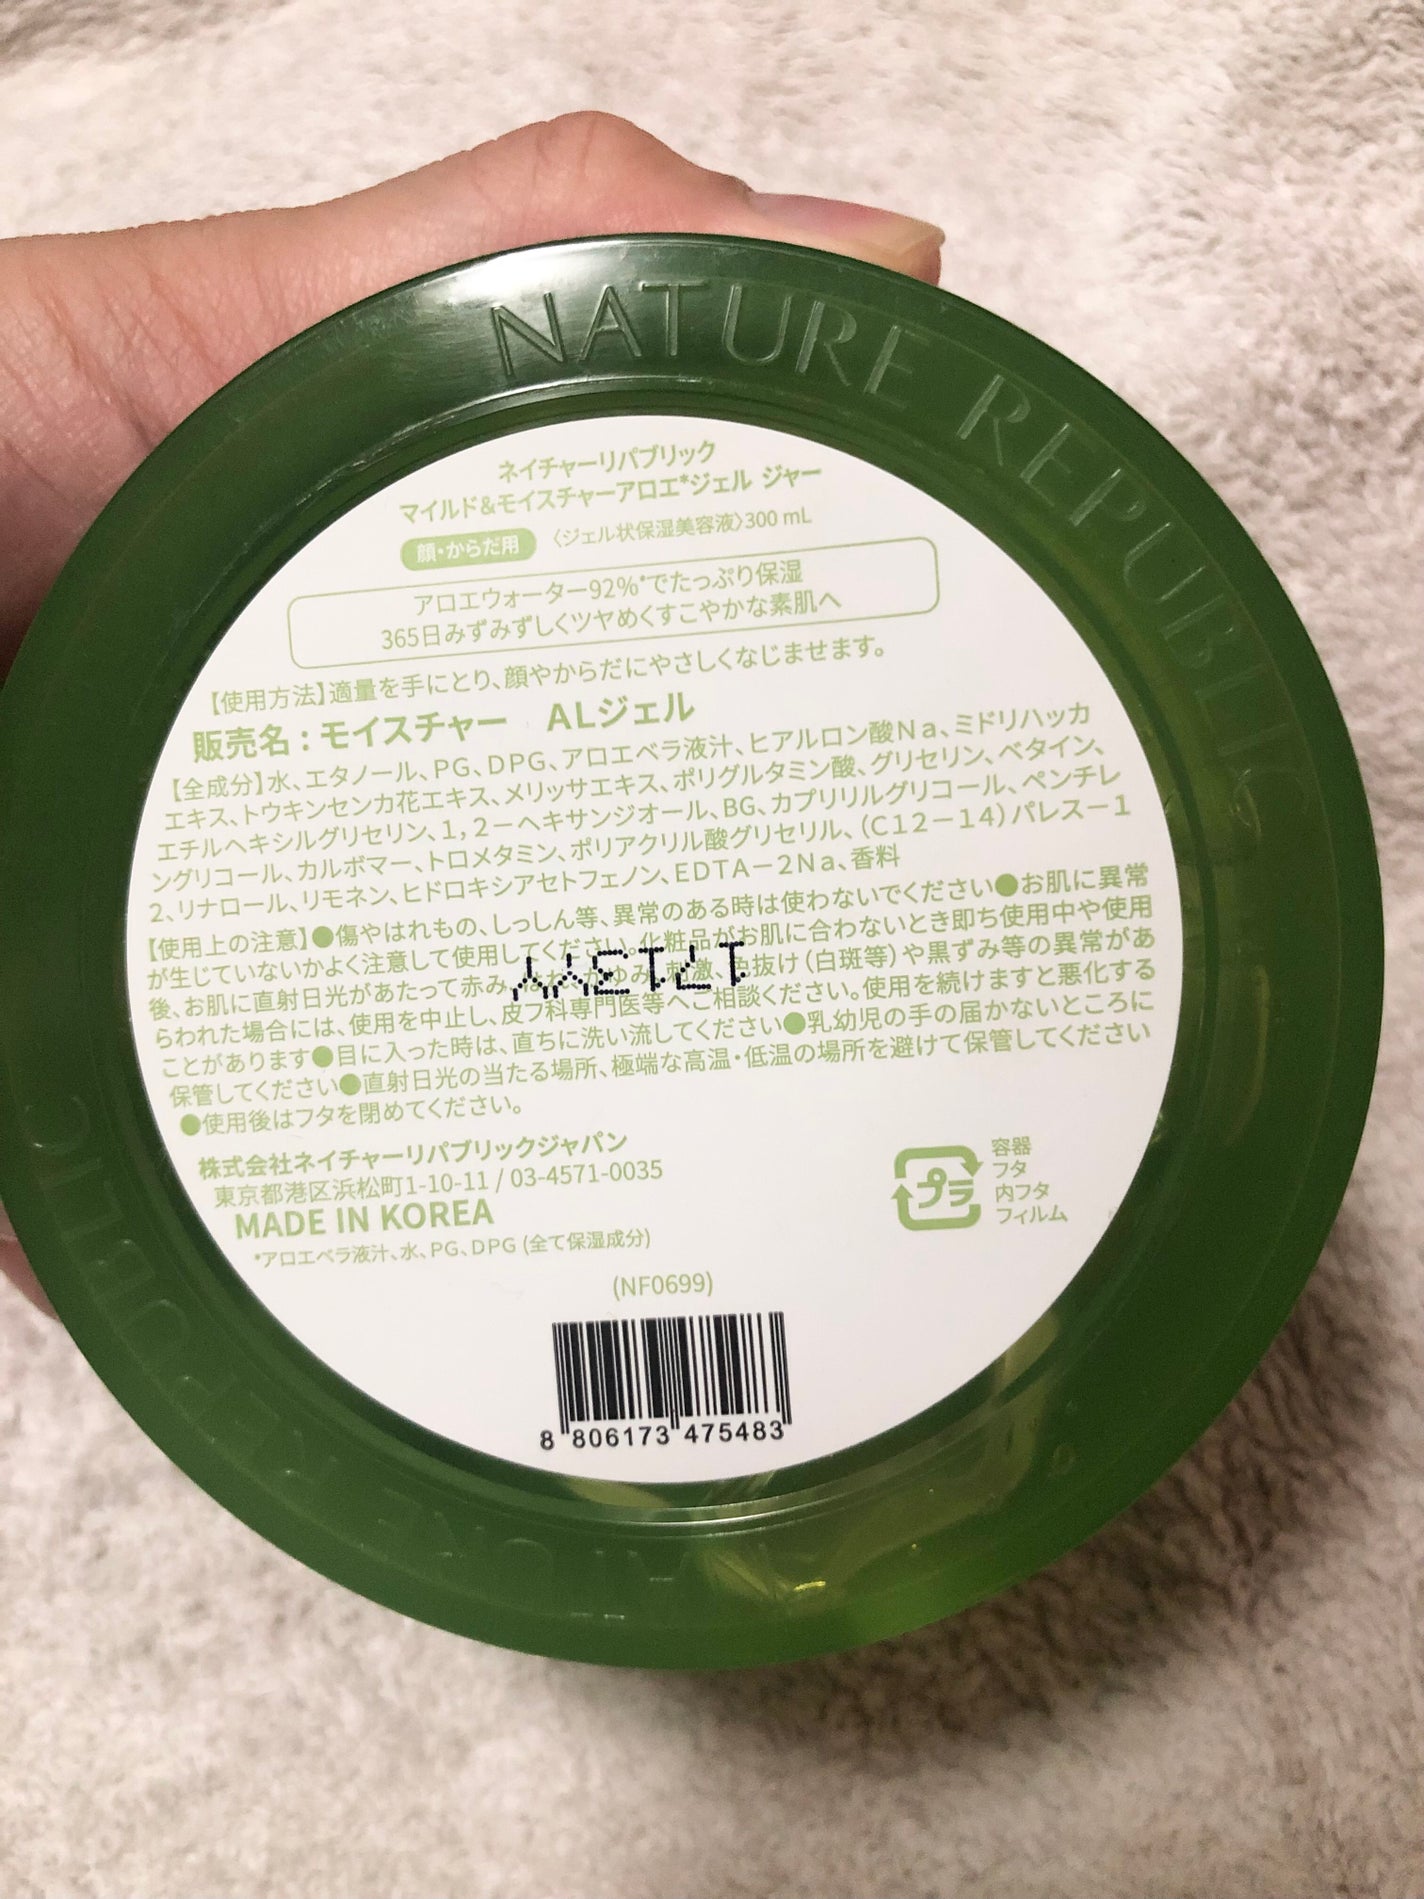 NATURE REPUBLIC
ネイチャーリパブリック
マイルド&モイスチャーアロエ*ジェル ジャー
顔・からだ用 〈ジェル状保湿美容液〉300 mL
アロエウォーター92%*でたっぷり保湿
365日みずみずしくツヤめくすこやかな素肌へ
【使用方法】適量を手にとり、顔やからだにやさしくなじませます。
販売名：モイスチャー　ALジェル
【全成分】水、エタノール、PG、DPG、アロエベラ液汁、ヒアルロン酸Na、ミドリハッカ
エキス、トウキンセンカ花エキス、メリッサエキス、ポリグルタミン酸、グリセリン、ベタイン、
エチルヘキシルグリセリン、1,2－ヘキサンジオール、BG、カプリリルグリコール、ペンチレ
ングリコール、カルボマー、トロメタミン、ポリアクリル酸グリセリル、(C12－14)パレス－1
2、リナロール、リモネン、ヒドロキシアセトフェノン、EDTA－2Na、香料
【使用上の注意】●傷やはれもの、しっしん等、異常のある時は使わないでください●お肌に異常
が生じていないかよく注意して使用してください。化粧品がお肌に合わないとき即ち使用中や使用
後、お肌に直射日光があたって赤み、はれ、かゆみ、刺激、色抜け(白斑等)や黒ずみ等の異常があ
らわれた場合には、使用を中止し、皮フ科専門医等へご相談ください。使用を続けますと悪化する
ことがあります●目に入った時は、直ちに洗い流してください●乳幼児の手の届かないところに
保管してください●直射日光の当たる場所、極端な高温・低温の場所を避けて保管してください
●使用後はフタを閉めてください。
株式会社ネイチャーリパブリックジャパン
東京都港区浜松町1-10-11 / 03-4571-0035
MADE IN KOREA
*アロエベラ液汁、水、PG、DPG (全て保湿成分)
プラ
容器
フタ
内フタ
フィルム
(NF0699)
8 806173 475483